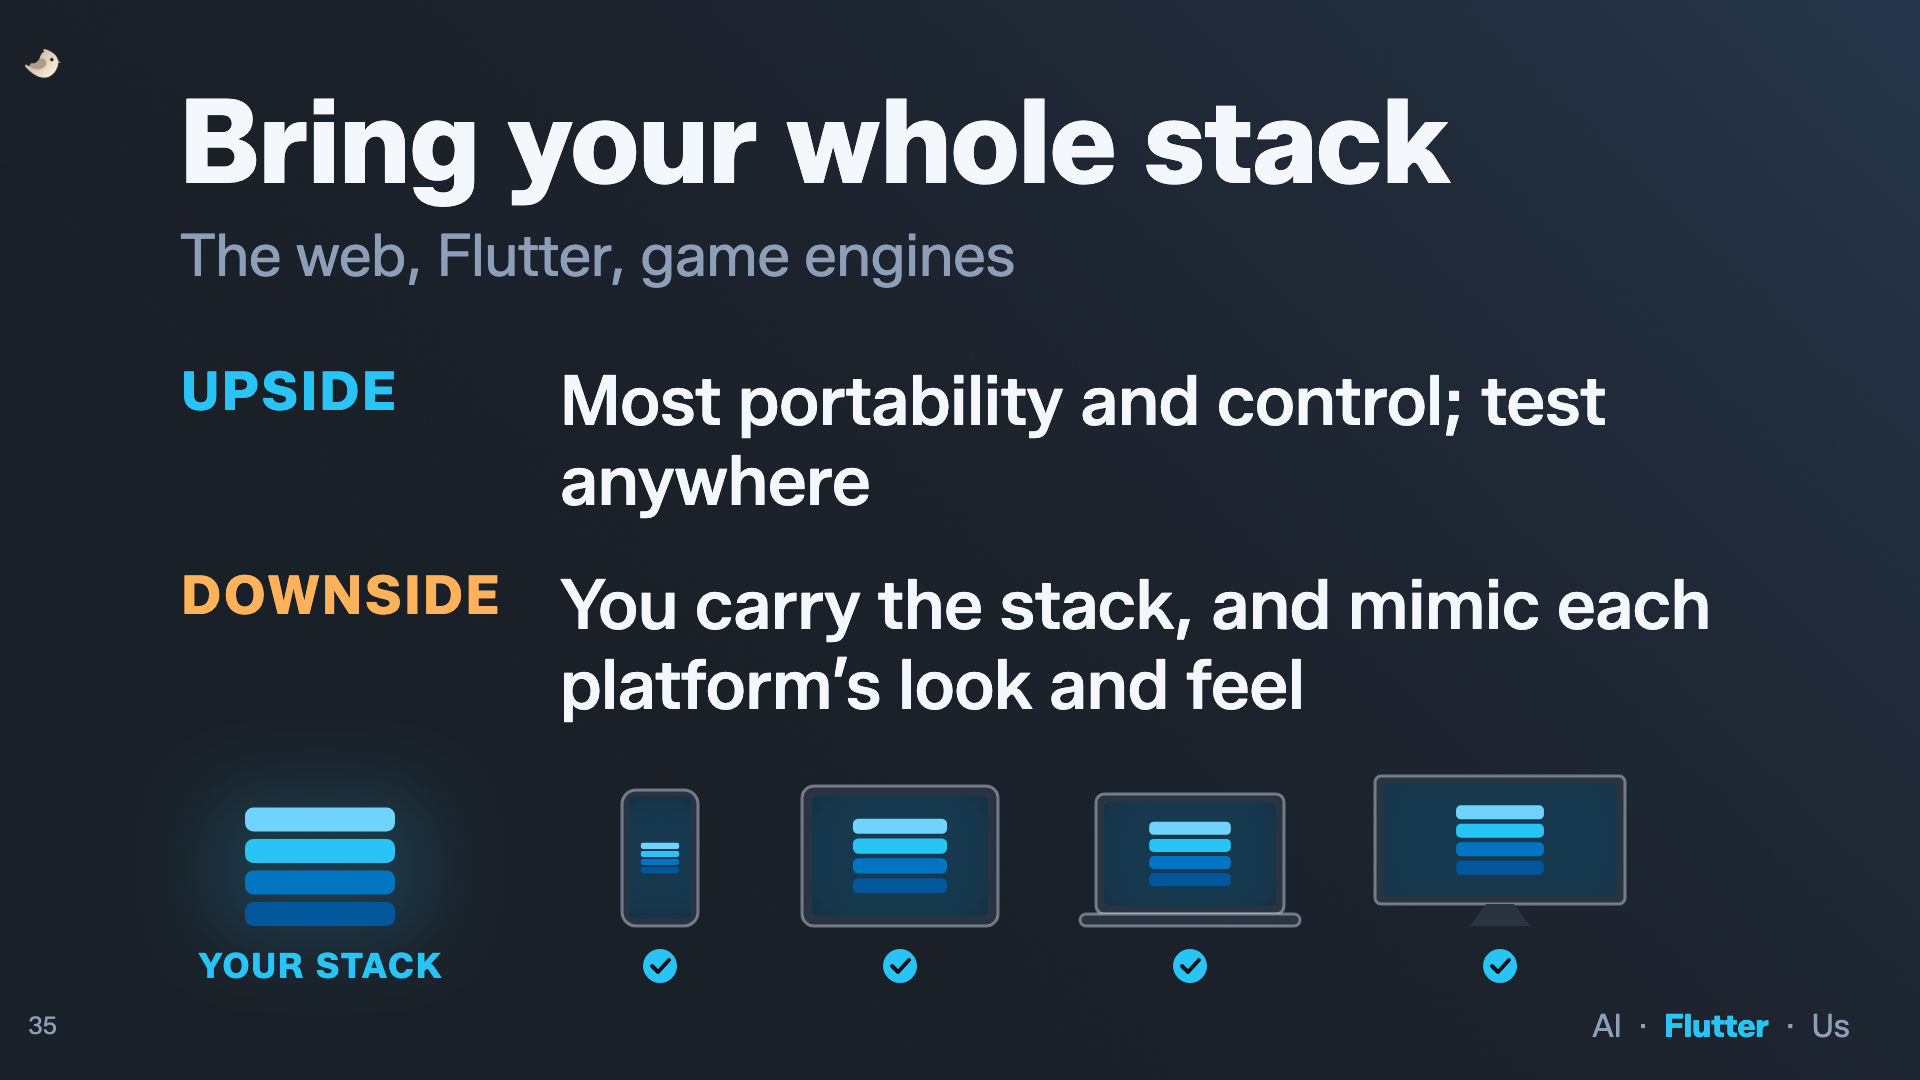 Bring your whole stack
The web, Flutter, game engines
UPSIDE
Most portability and control; test
anywhere
DOWNSIDE
You carry the stack, and mimic each
platform’s look and feel
YOUR STACK
35
AI · Flutter · Us